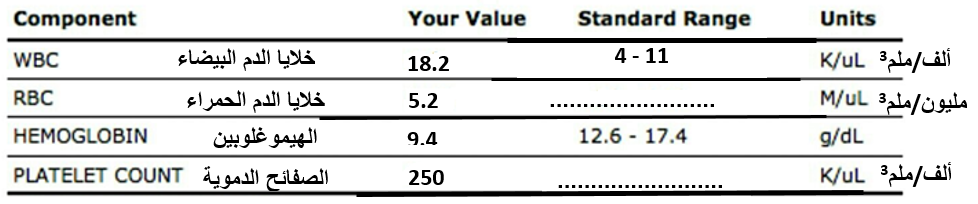 Component Your Value Standard Range Units
WBC خلايا الدم البيضاء 18.2 4 - 11 K/uL ألف/ملم³
RBC خلايا الدم الحمراء 5.2 ........................ M/uL مليون/ملم³
HEMOGLOBIN الهيموغلوبين 9.4 12.6 - 17.4 g/dL
PLATELET COUNT الصفائح الدموية 250 ........................ K/uL ألف/ملم³